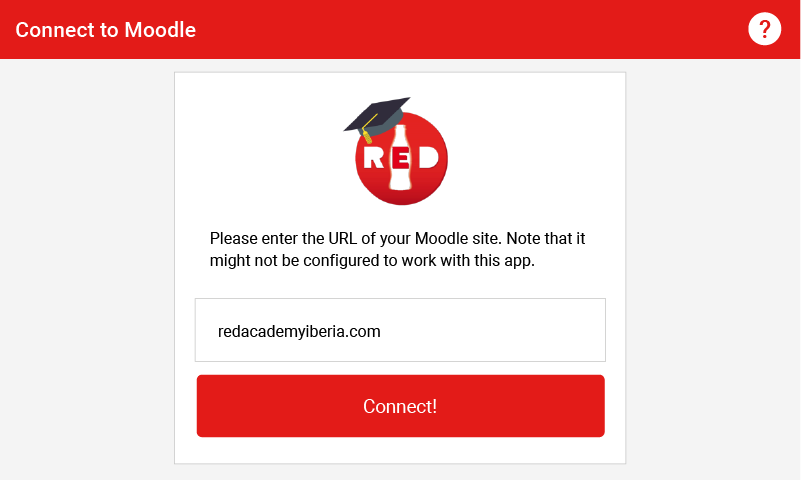 Connect to Moodle
?
RED
Please enter the URL of your Moodle site. Note that it
might not be configured to work with this app.
redacademyiberia.com
Connect!